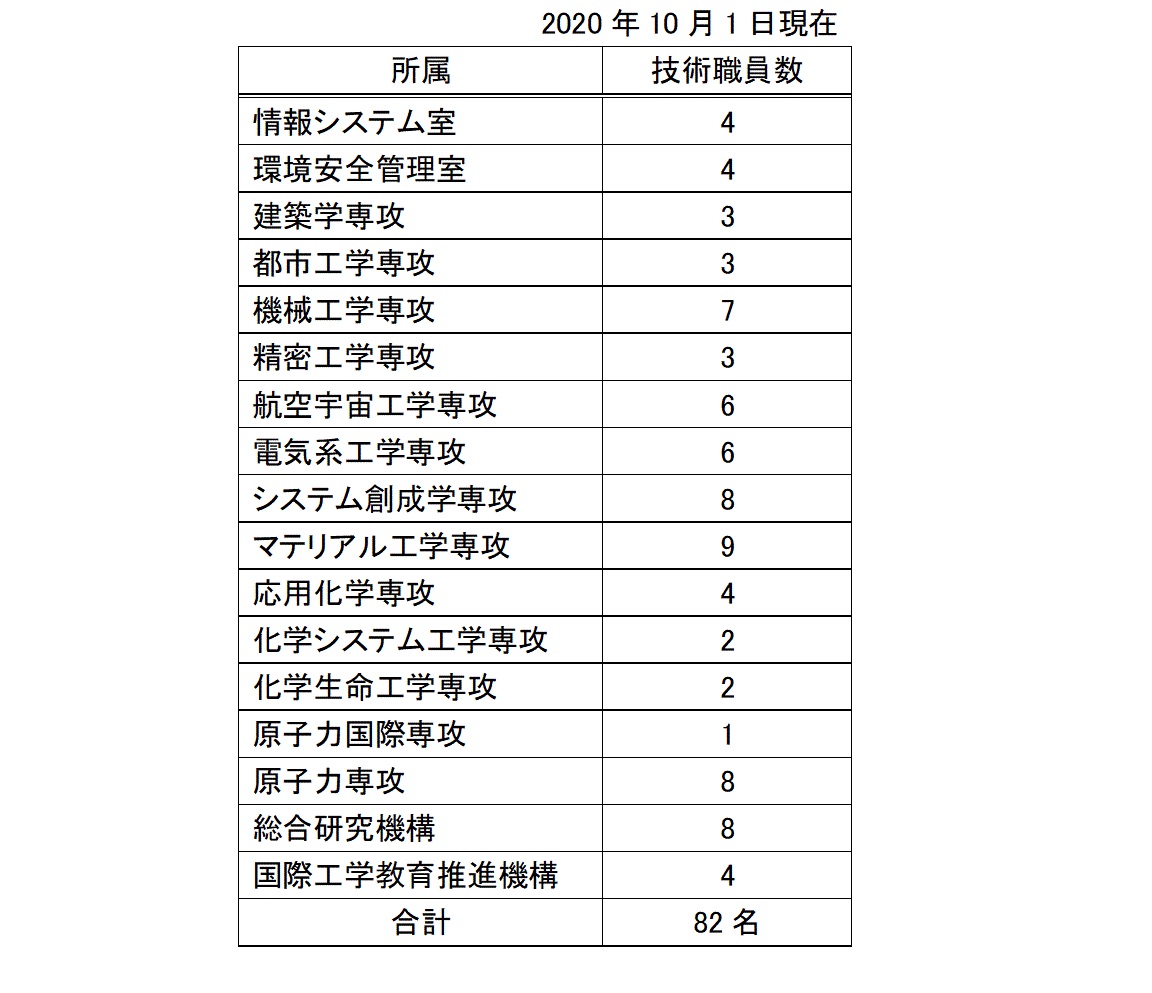 2020 年 10 月 1 日現在
所属 技術職員数
情報システム室 4
環境安全管理室 4
建築学専攻 3
都市工学専攻 3
機械工学専攻 7
精密工学専攻 3
航空宇宙工学専攻 6
電気系工学専攻 6
システム創成学専攻 8
マテリアル工学専攻 9
応用化学専攻 4
化学システム工学専攻 2
化学生命工学専攻 2
原子力国際専攻 1
原子力専攻 8
総合研究機構 8
国際工学教育推進機構 4
合計 82 名